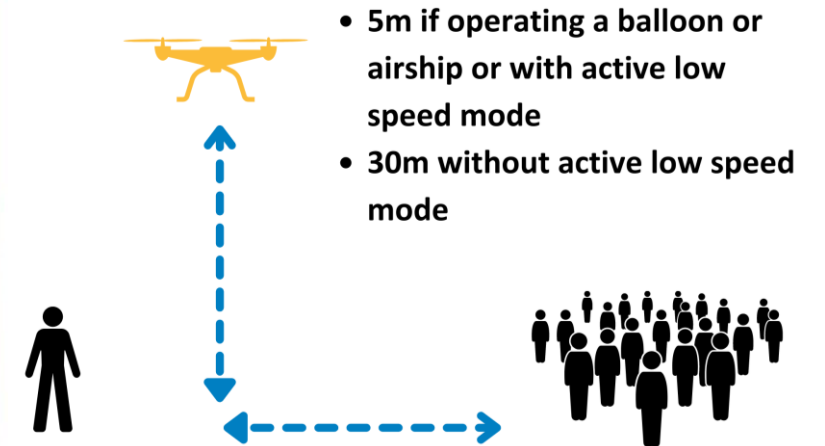 • 5m if operating a balloon or
airship or with active low
speed mode
• 30m without active low speed
mode